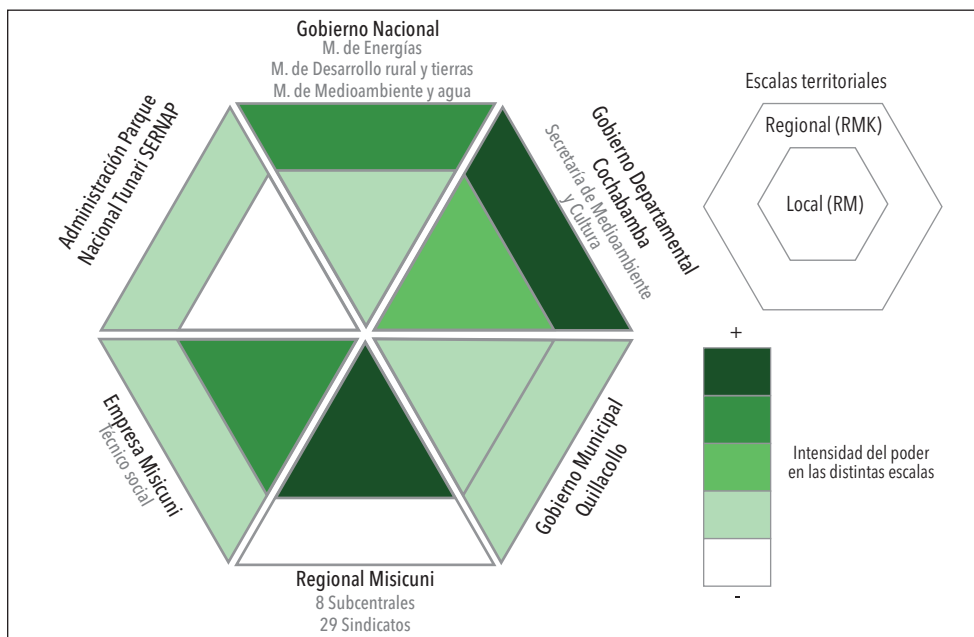 Gobierno Nacional
M. de Energías
M. de Desarrollo rural y tierras
M. de Medioambiente y agua
Administración Parque
Nacional Tunari SERNAP
Gobierno Departamental
Cochabamba
Secretaría de Medioambiente
y Cultura
Empresa Misicuni
Técnico social
Gobierno Municipal
Quillacollo
Regional Misicuni
8 Subcentrales
29 Sindicatos
Escalas territoriales
Regional (RMK)
Local (RM)
+
Intensidad del poder
en las distintas escalas
-